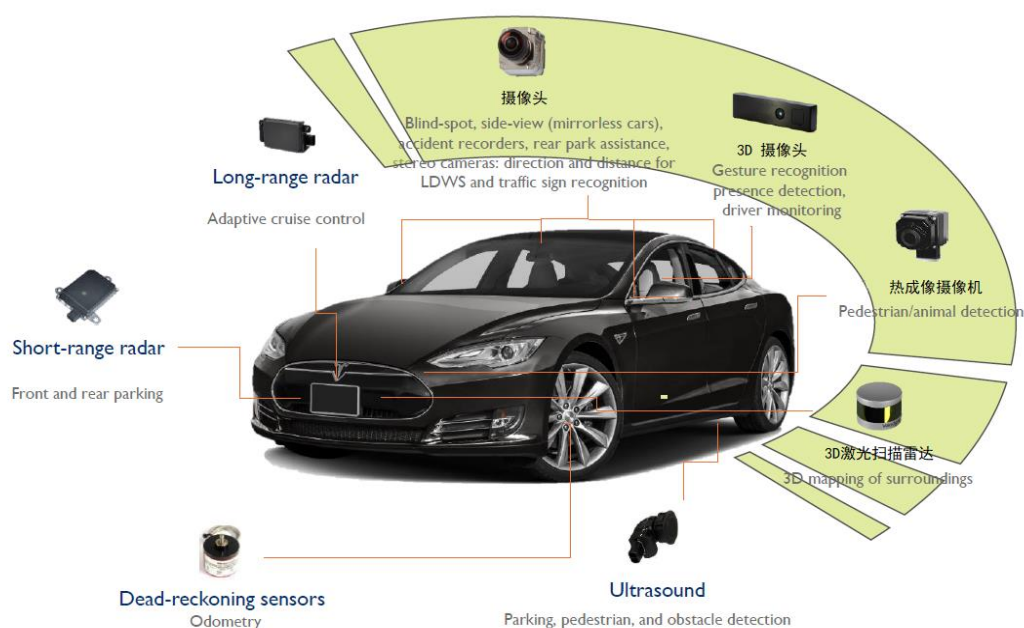 摄像头
Blind-spot, side-view (mirrorless cars),
accident recorders, rear park assistance,
stereo cameras: direction and distance for
LDWS and traffic sign recognition
3D 摄像头
Gesture recognition
presence detection,
driver monitoring
Long-range radar
Adaptive cruise control
热成像摄像机
Pedestrian/animal detection
Short-range radar
Front and rear parking
3D激光扫描雷达
3D mapping of surroundings
Dead-reckoning sensors
Odometry
Ultrasound
Parking, pedestrian, and obstacle detection